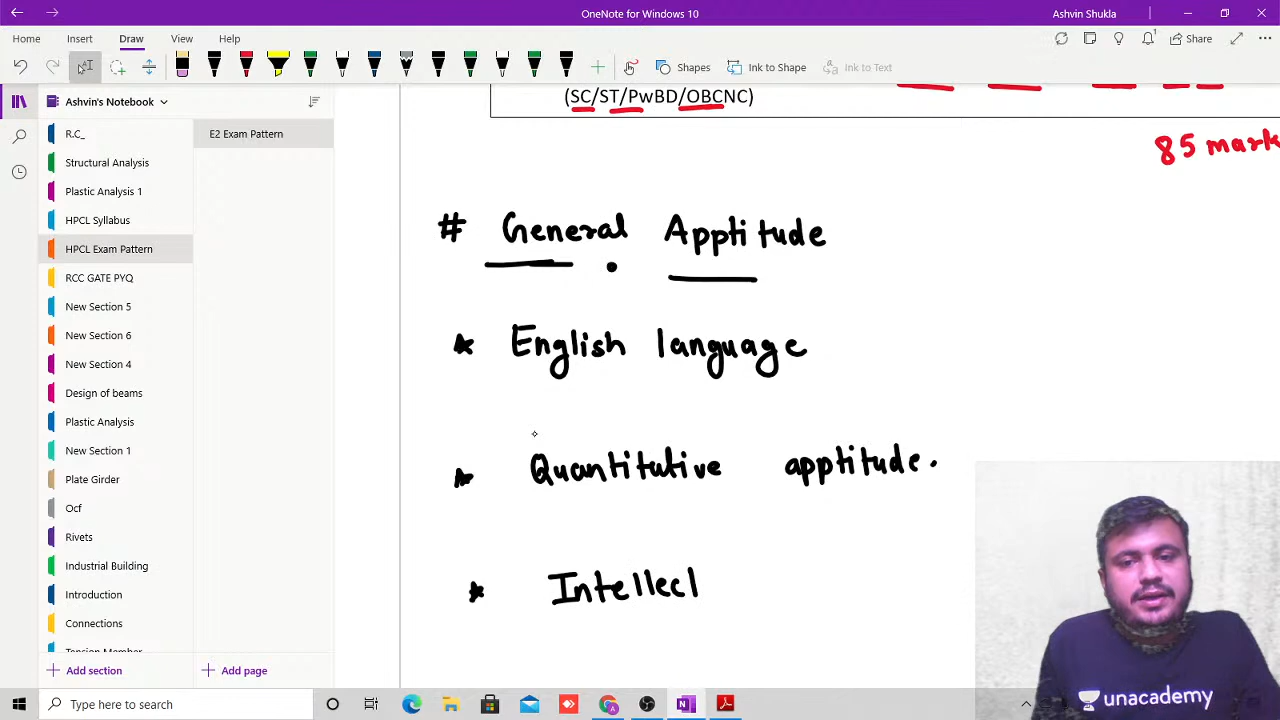 OneNote for Windows 10
Ashvin Shukla
Home Insert Draw View Help
Share
Shapes Ink to Shape Ink to Text
Ashvin's Notebook
R.C_
Structural Analysis
Plastic Analysis 1
HPCL Syllabus
HPCL Exam Pattern
RCC GATE PYQ
New Section 5
New Section 6
New Section 4
Design of beams
Plastic Analysis
New Section 1
Plate Girder
Ocf
Rivets
Industrial Building
Introduction
Connections
Tension Member
Add section
E2 Exam Pattern
Add page
(SC/ST/PwBD/OBCNC)
85 mark
# General Apptitude
English language
Quantitative apptitude.
Intellecl
unacademy
Type here to search